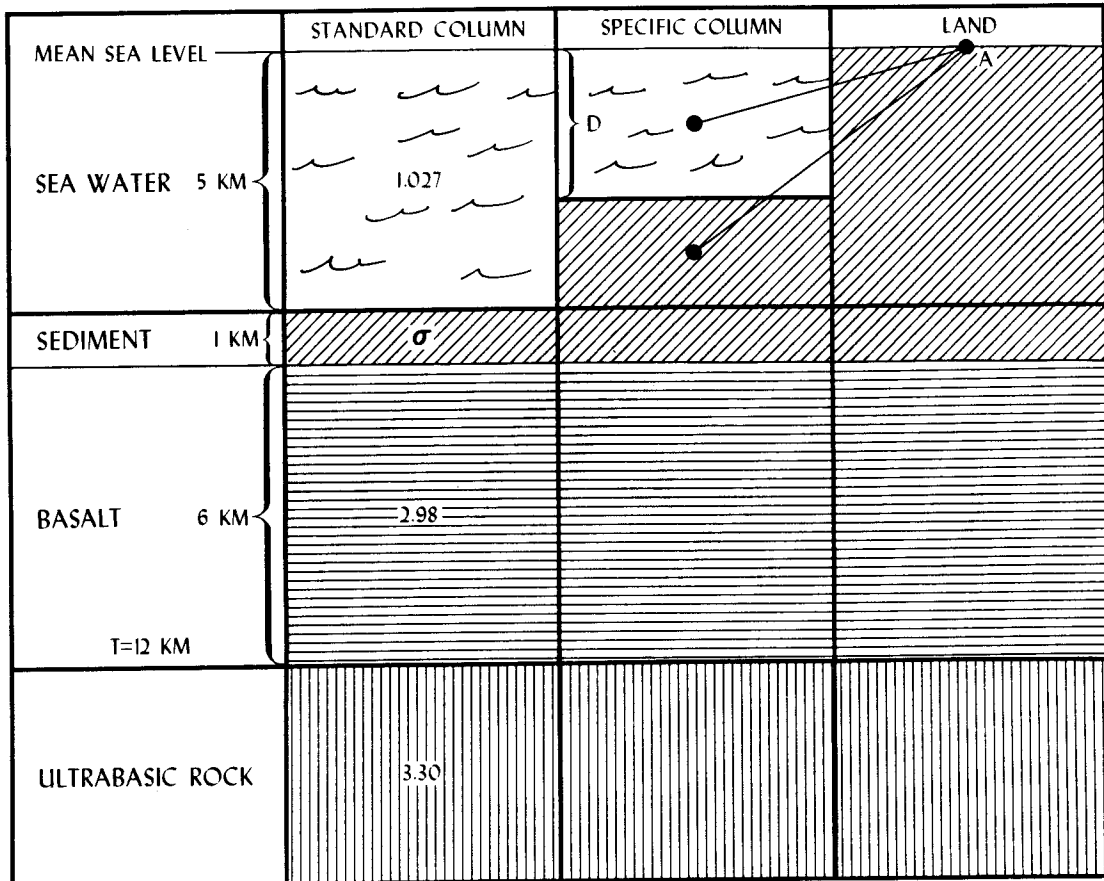 STANDARD COLUMN SPECIFIC COLUMN LAND
MEAN SEA LEVEL
A
D
SEA WATER 5 KM 1.027
SEDIMENT 1 KM σ
BASALT 6 KM 2.98
T=12 KM
ULTRABASIC ROCK 3.30